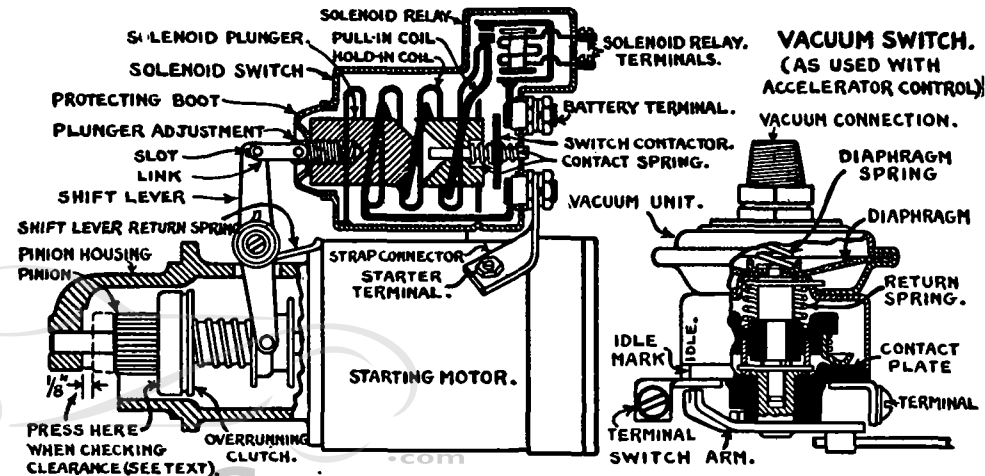 SOLENOID RELAY
SOLENOID PLUNGER.
PULL-IN COIL
HOLD-IN COIL
SOLENOID SWITCH
PROTECTING BOOT
PLUNGER ADJUSTMENT
SLOT
LINK
SHIFT LEVER
SHIFT LEVER RETURN SPRING
PINION HOUSING
PINION
1/8"
PRESS HERE
WHEN CHECKING
CLEARANCE (SEE TEXT).
OVERRUNNING
CLUTCH.
SOLENOID RELAY.
TERMINALS.
BATTERY TERMINAL.
SWITCH CONTACTOR.
CONTACT SPRING.
STRAP CONNECTOR
STARTER
TERMINAL.
STARTING MOTOR.
.com
VACUUM SWITCH.
(AS USED WITH
ACCELERATOR CONTROL)
VACUUM CONNECTION.
DIAPHRAGM
SPRING
VACUUM UNIT.
DIAPHRAGM
RETURN
SPRING.
IDLE.
IDLE
MARK
CONTACT
PLATE
TERMINAL
TERMINAL
SWITCH ARM.